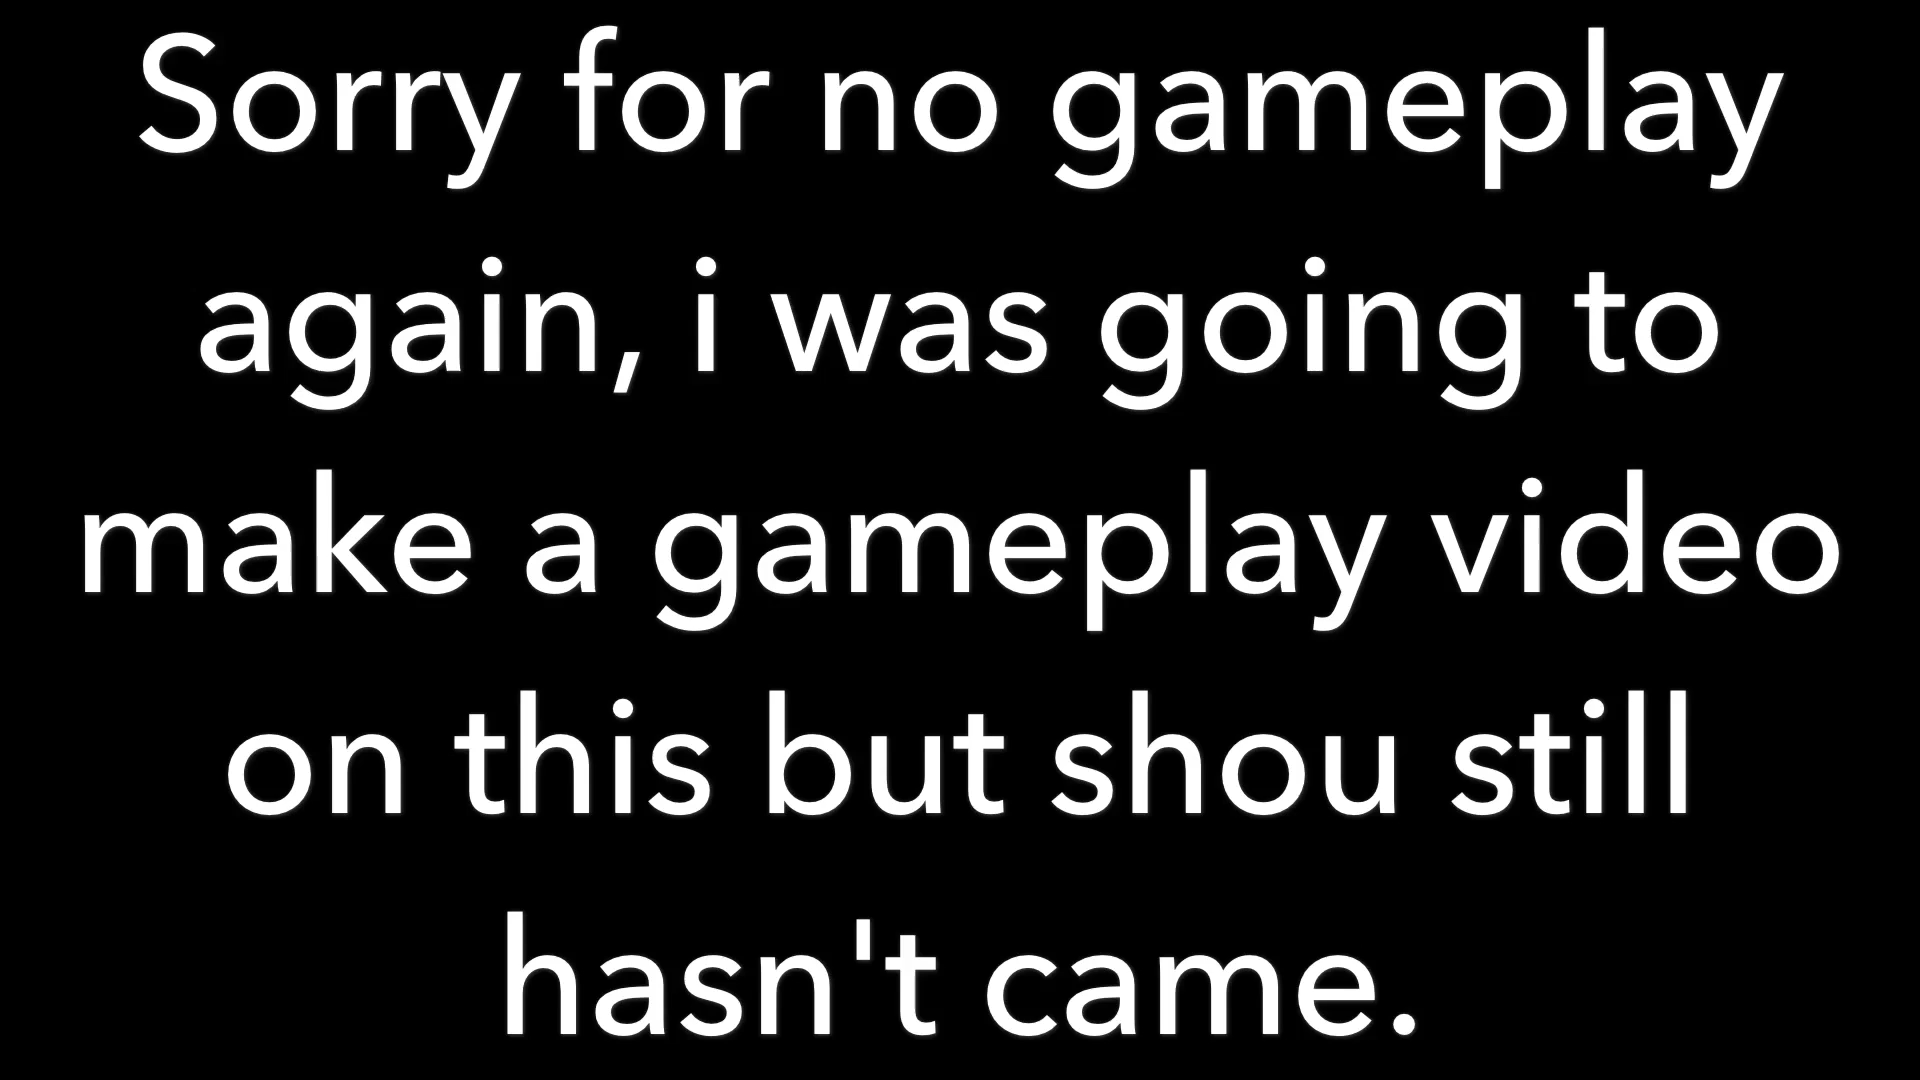 Sorry for no gameplay
again, i was going to
make a gameplay video
on this but shou still
hasn't came.